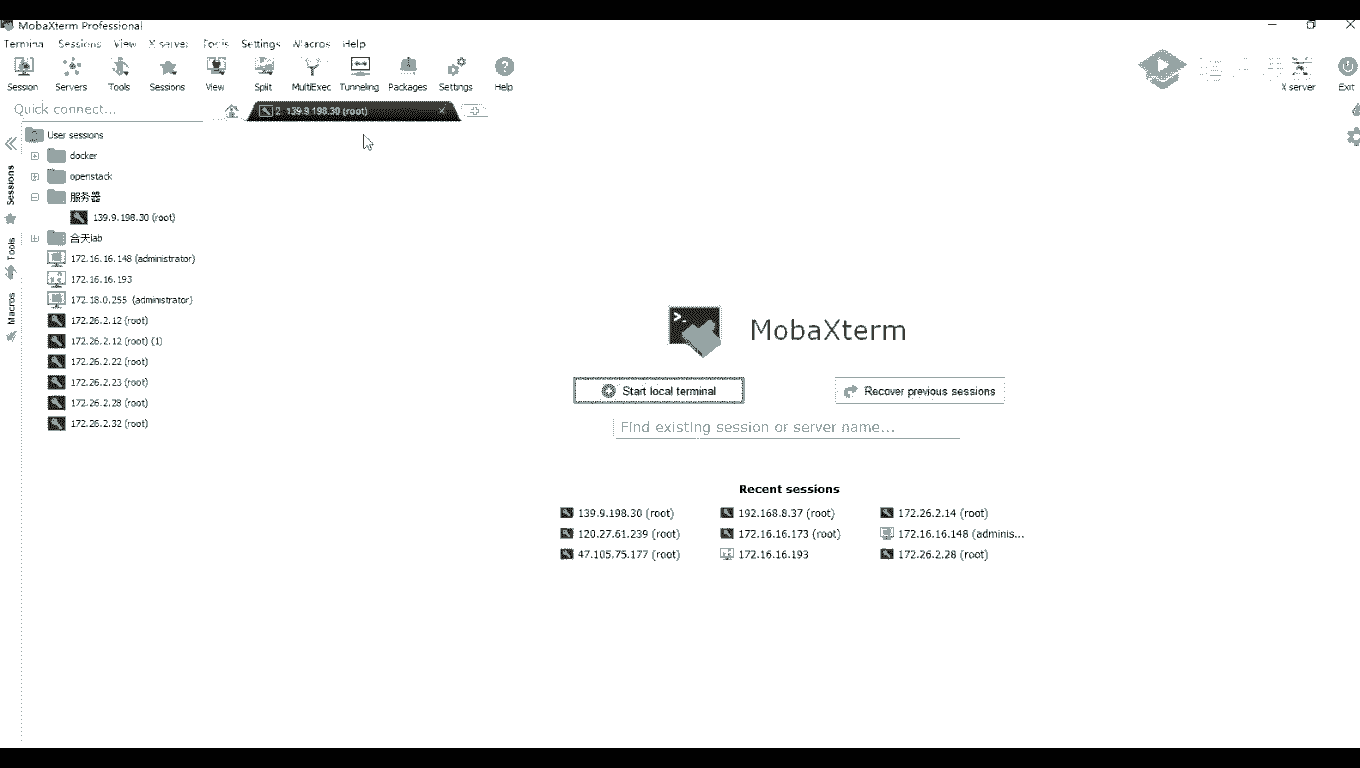 MobaXterm Professional
Terminal Sessions View X server Tools Settings Macros Help
Session Servers Tools Sessions View Split MultiExec Tunneling Packages Settings Help X server Exit
Quick connect...
2. 139.9.198.30 (root)
User sessions
docker
openstack
服务器
139.9.198.30 (root)
合天lab
172.16.16.148 (administrator)
172.16.16.193
172.18.0.255 (administrator)
172.26.2.12 (root)
172.26.2.12 (root) (1)
172.26.2.22 (root)
172.26.2.23 (root)
172.26.2.28 (root)
172.26.2.32 (root)
Sessions
Tools
Macros
MobaXterm
Start local terminal
Recover previous sessions
Find existing session or server name...
Recent sessions
139.9.198.30 (root) 192.168.8.37 (root) 172.26.2.14 (root)
120.27.61.239 (root) 172.16.16.173 (root) 172.16.16.148 (adminis...
47.105.75.177 (root) 172.16.16.193 172.26.2.28 (root)